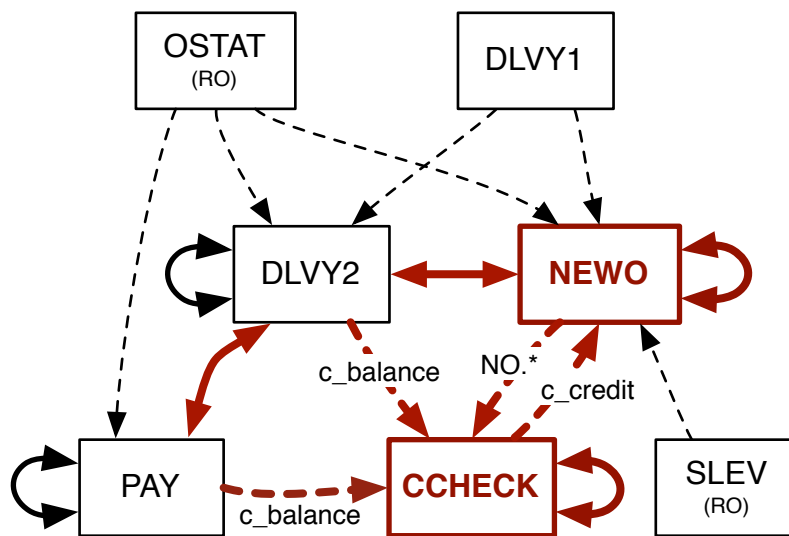 OSTAT
(RO)
DLVY1
DLVY2
NEWO
c_balance
NO.*
c_credit
PAY
CCHECK
SLEV
(RO)
c_balance